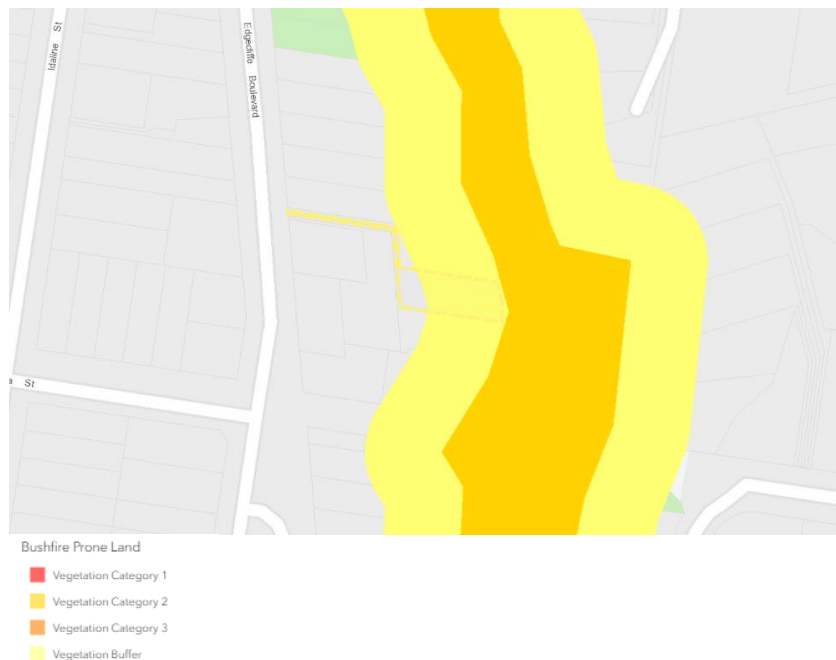 Idaline St
Edgecliffe Boulevard
St
Bushfire Prone Land
Vegetation Category 1
Vegetation Category 2
Vegetation Category 3
Vegetation Buffer